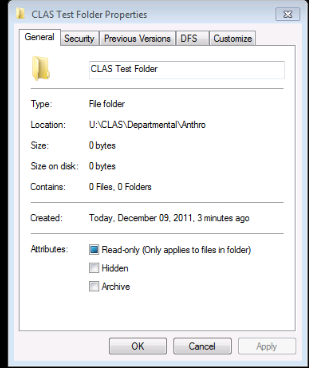 CLAS Test Folder Properties
General Security Previous Versions DFS Customize
CLAS Test Folder
Type: File folder
Location: U:\CLAS\Departmental\Anthro
Size: 0 bytes
Size on disk: 0 bytes
Contains: 0 Files, 0 Folders
Created: Today, December 09, 2011, 3 minutes ago
Attributes: Read-only (Only applies to files in folder)
Hidden
Archive
OK Cancel Apply